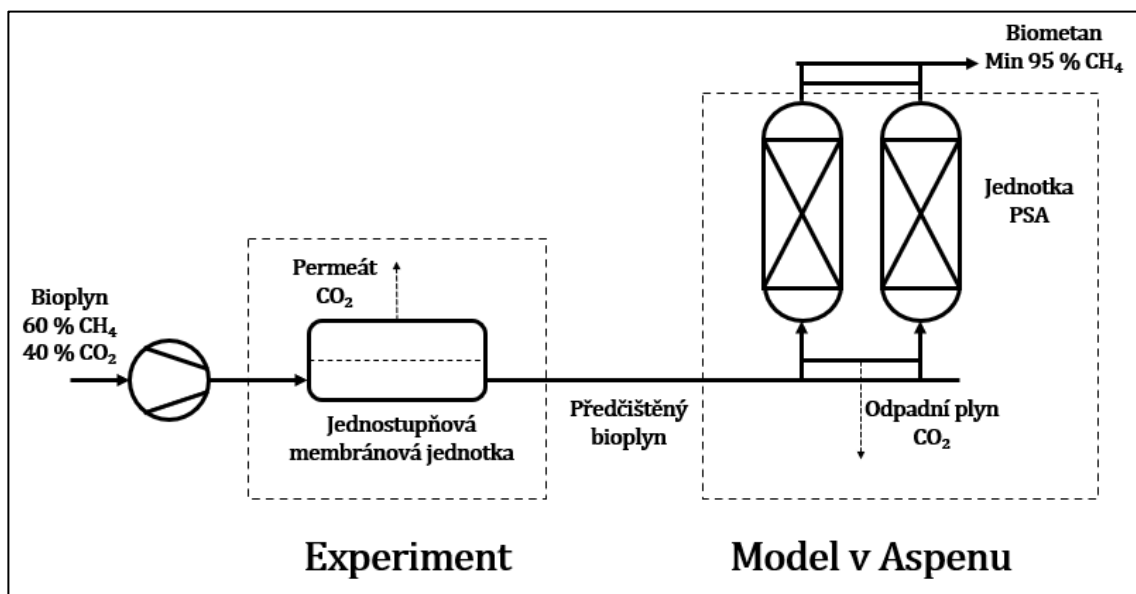 Biometan
Min 95 % CH₄
Jednotka
PSA
Permeát
CO₂
Bioplyn
60 % CH₄
40 % CO₂
Jednostupňová
membránová jednotka
Předčištěný
bioplyn
Odpadní plyn
CO₂
Experiment
Model v Aspenu